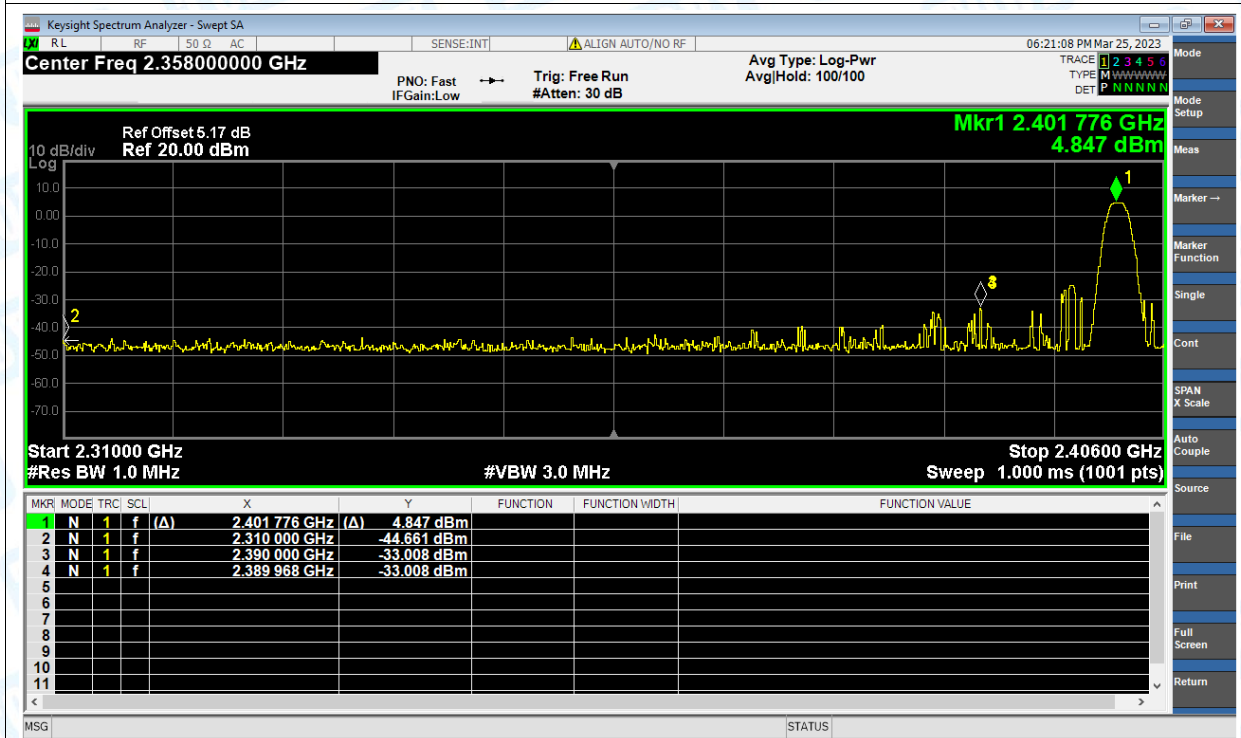 Keysight Spectrum Analyzer - Swept SA
LXI RL RF 50 Ω AC SENSE:INT ALIGN AUTO/NO RF 06:21:08 PM Mar 25, 2023
Center Freq 2.358000000 GHz
PNO: Fast
IFGain:Low
Trig: Free Run
#Atten: 30 dB
Avg Type: Log-Pwr
Avg|Hold: 100/100
TRACE 1 2 3 4 5 6
TYPE M WWWWW
DET P N N N N N
Ref Offset 5.17 dB
10 dB/div Ref 20.00 dBm
Log
Mkr1 2.401 776 GHz
4.847 dBm
10.0
0.00
-10.0
-20.0
-30.0
-40.0
-50.0
-60.0
-70.0
1
2
Start 2.31000 GHz
Stop 2.40600 GHz
#Res BW 1.0 MHz
#VBW 3.0 MHz
Sweep 1.000 ms (1001 pts)
MKR MODE TRC SCL X Y FUNCTION FUNCTION WIDTH FUNCTION VALUE
1 N 1 f (Δ) 2.401 776 GHz (Δ) 4.847 dBm
2 N 1 f 2.310 000 GHz -44.661 dBm
3 N 1 f 2.390 000 GHz -33.008 dBm
4 N 1 f 2.389 968 GHz -33.008 dBm
5
6
7
8
9
10
11
MSG
STATUS
Mode
Mode
Setup
Meas
Marker →
Marker
Function
Single
Cont
SPAN
X Scale
Auto
Couple
Source
File
Print
Full
Screen
Return